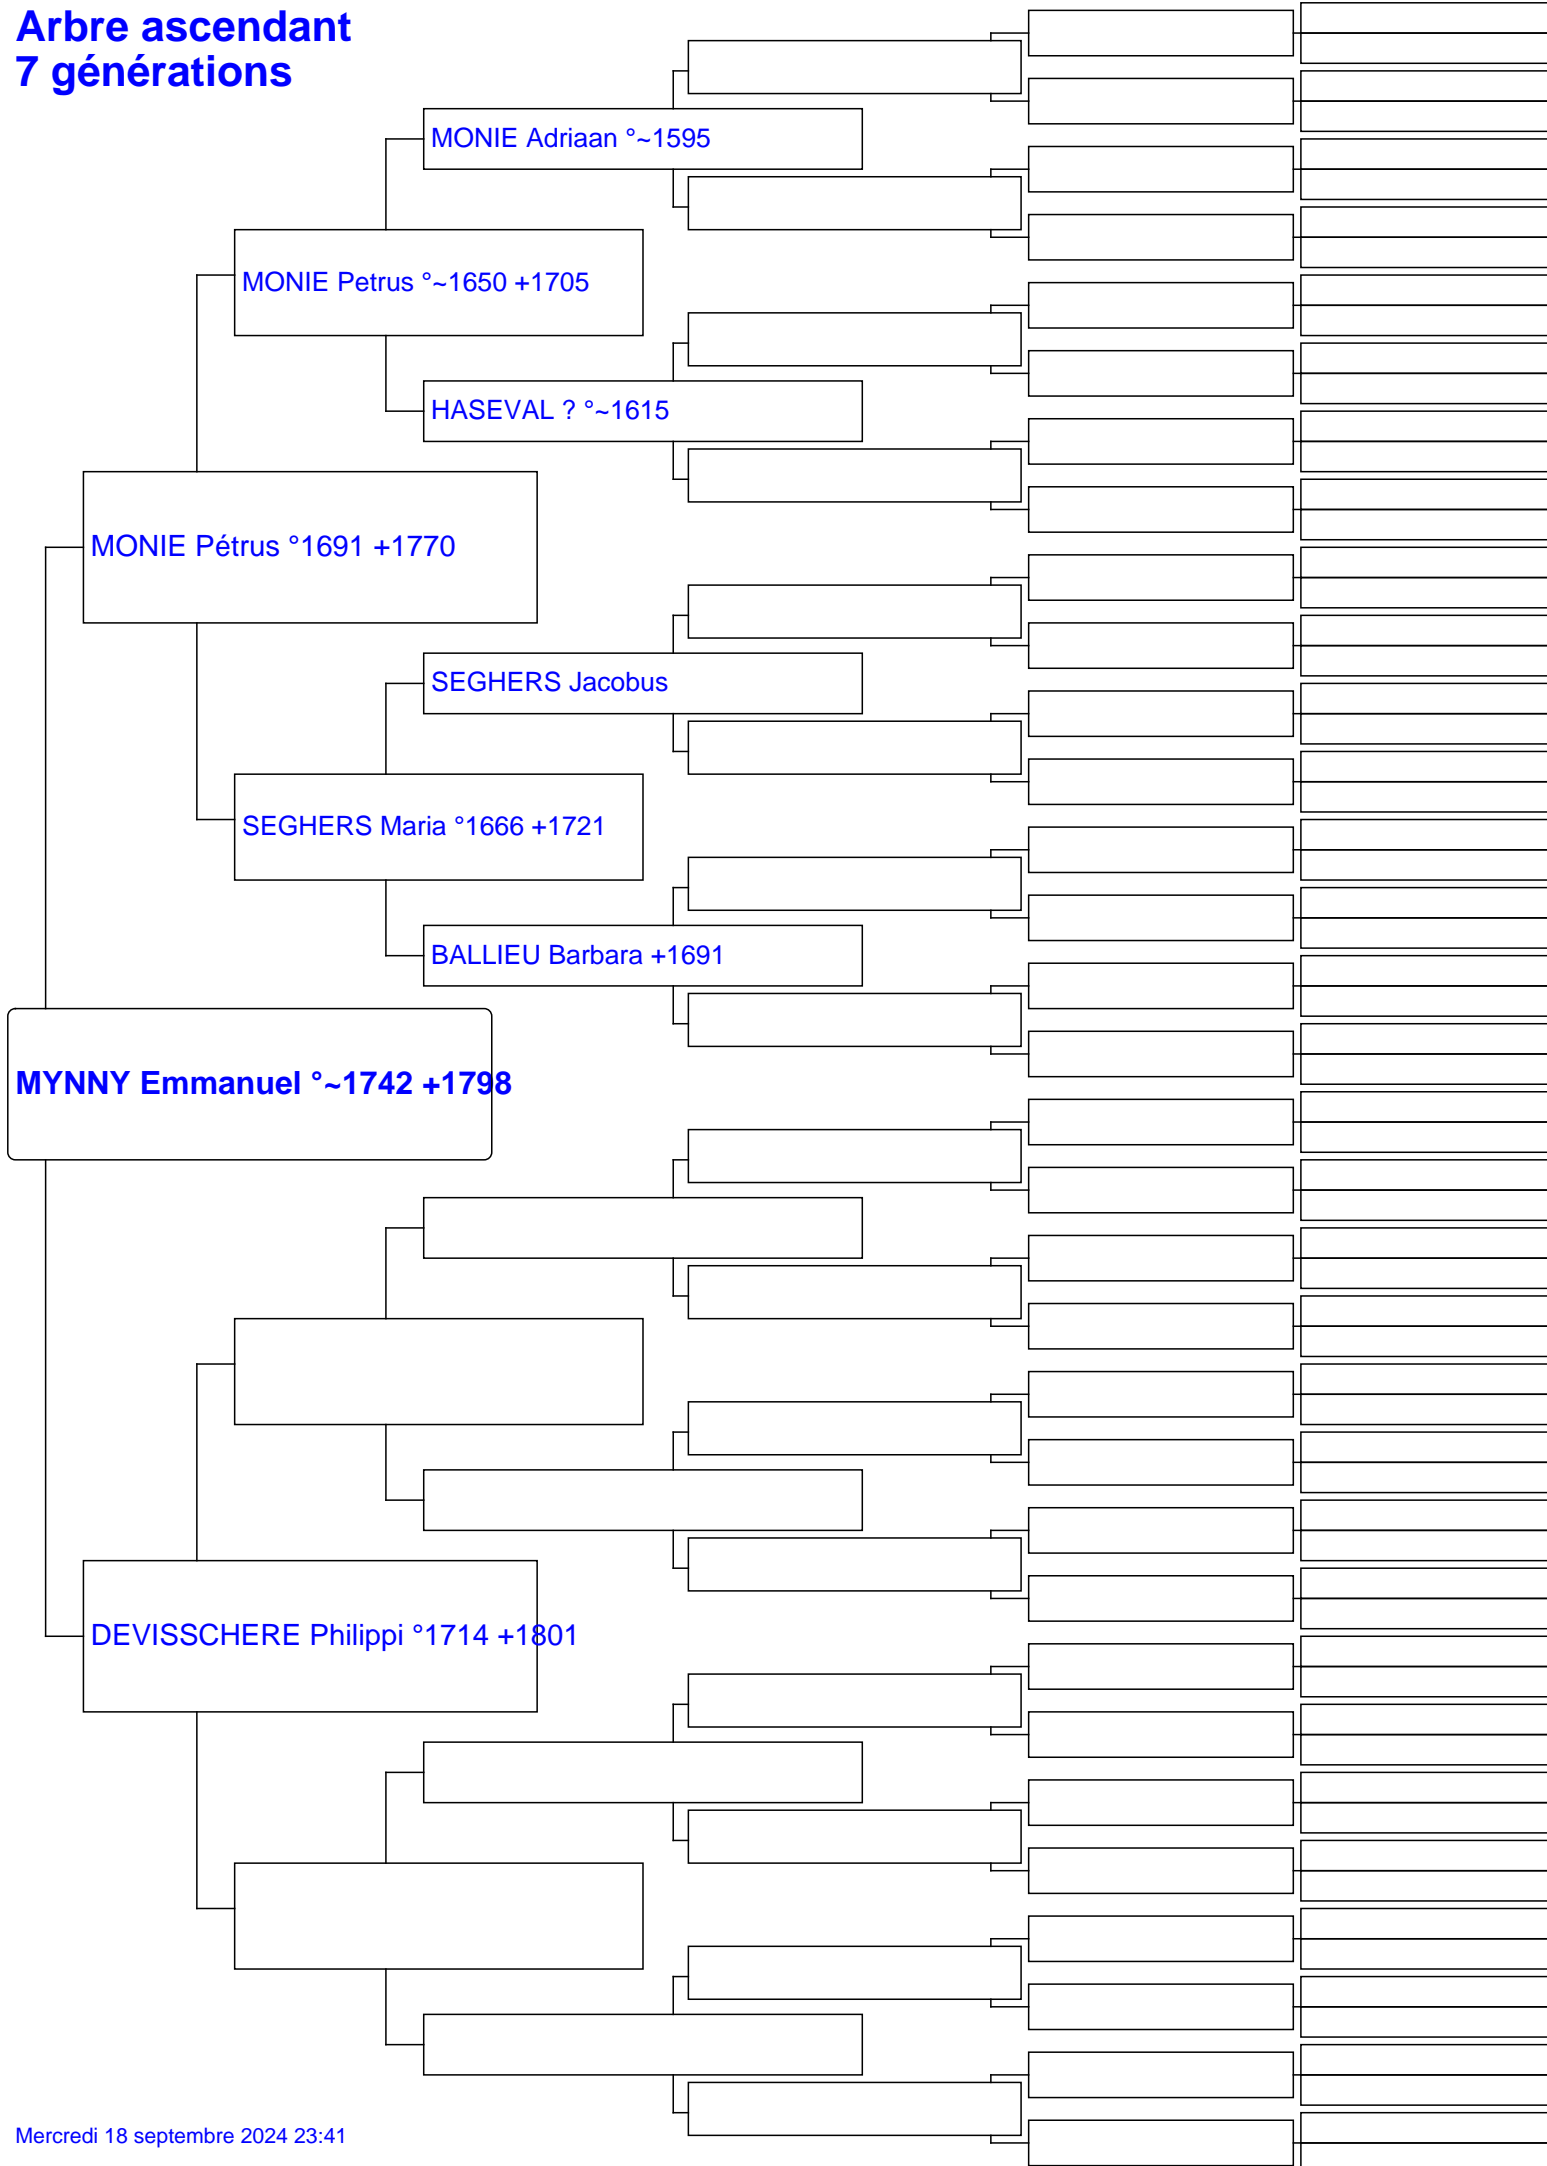 Arbre ascendant
7 générations
MONIE Adriaan °~1595
MONIE Petrus °~1650 +1705
HASEVAL ? °~1615
MONIE Pétrus °1691 +1770
SEGHERS Jacobus
SEGHERS Maria °1666 +1721
BALLIEU Barbara +1691
MYNNY Emmanuel °~1742 +1798
DEVISSCHERE Philippi °1714 +1801
Mercredi 18 septembre 2024 23:41